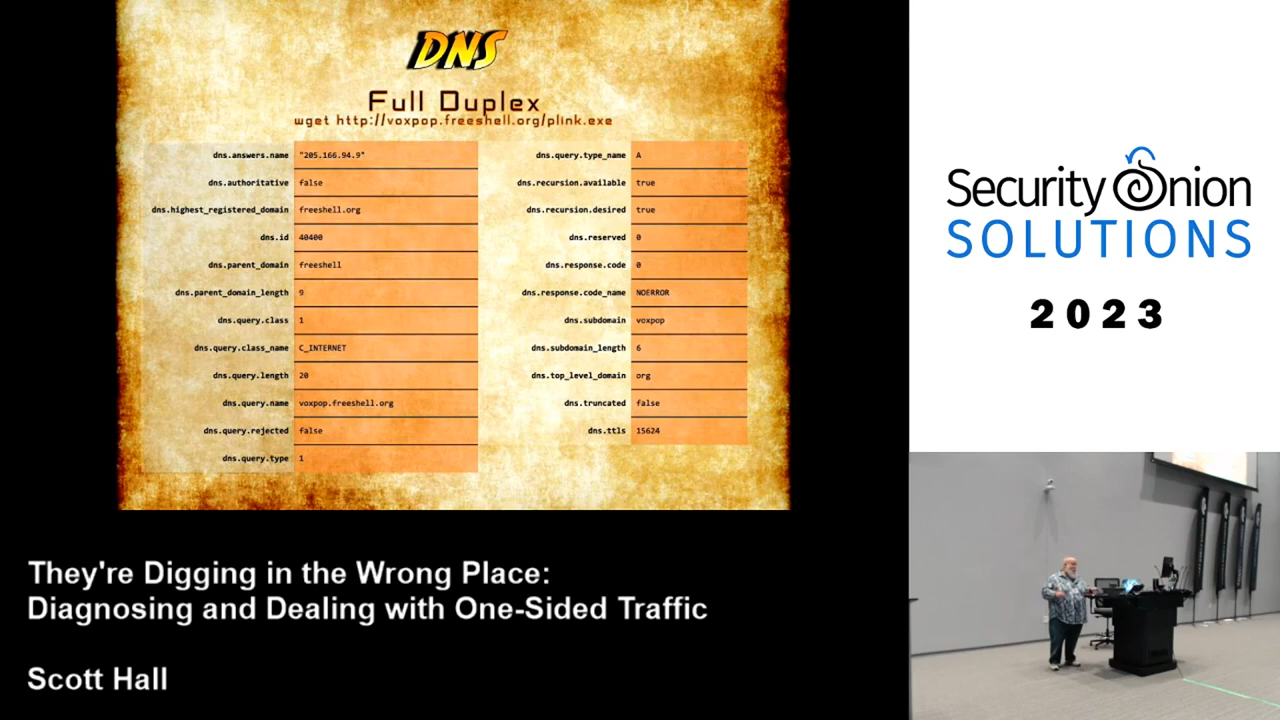 DNS
Full Duplex
wget http://voxpop.freeshell.org/plink.exe
dns.answers.name "205.166.94.9"
dns.authoritative false
dns.highest_registered_domain freeshell.org
dns.id 40400
dns.parent_domain freeshell
dns.parent_domain_length 9
dns.query.class 1
dns.query.class_name C_INTERNET
dns.query.length 20
dns.query.name voxpop.freeshell.org
dns.query.rejected false
dns.query.type 1
dns.query.type_name A
dns.recursion.available true
dns.recursion.desired true
dns.reserved 0
dns.response.code 0
dns.response.code_name NOERROR
dns.subdomain voxpop
dns.subdomain_length 6
dns.top_level_domain org
dns.truncated false
dns.ttls 15624
Security Onion
SOLUTIONS
2023
They're Digging in the Wrong Place:
Diagnosing and Dealing with One-Sided Traffic
Scott Hall